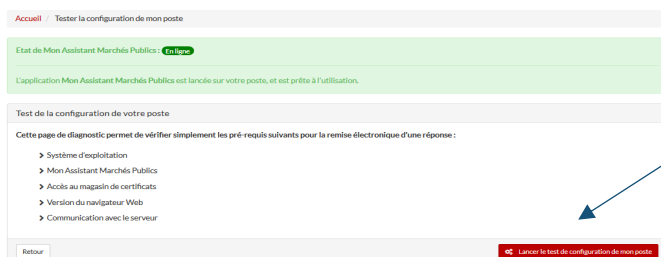 Accueil / Tester la configuration de mon poste
Etat de Mon Assistant Marchés Publics : En ligne
L'application Mon Assistant Marchés Publics est lancée sur votre poste, et est prête à l'utilisation.
Test de la configuration de votre poste
Cette page de diagnostic permet de vérifier simplement les pré-requis suivants pour la remise électronique d'une réponse :
> Système d'exploitation
> Mon Assistant Marchés Publics
> Accès au magasin de certificats
> Version du navigateur Web
> Communication avec le serveur
Retour
Lancer le test de configuration de mon poste